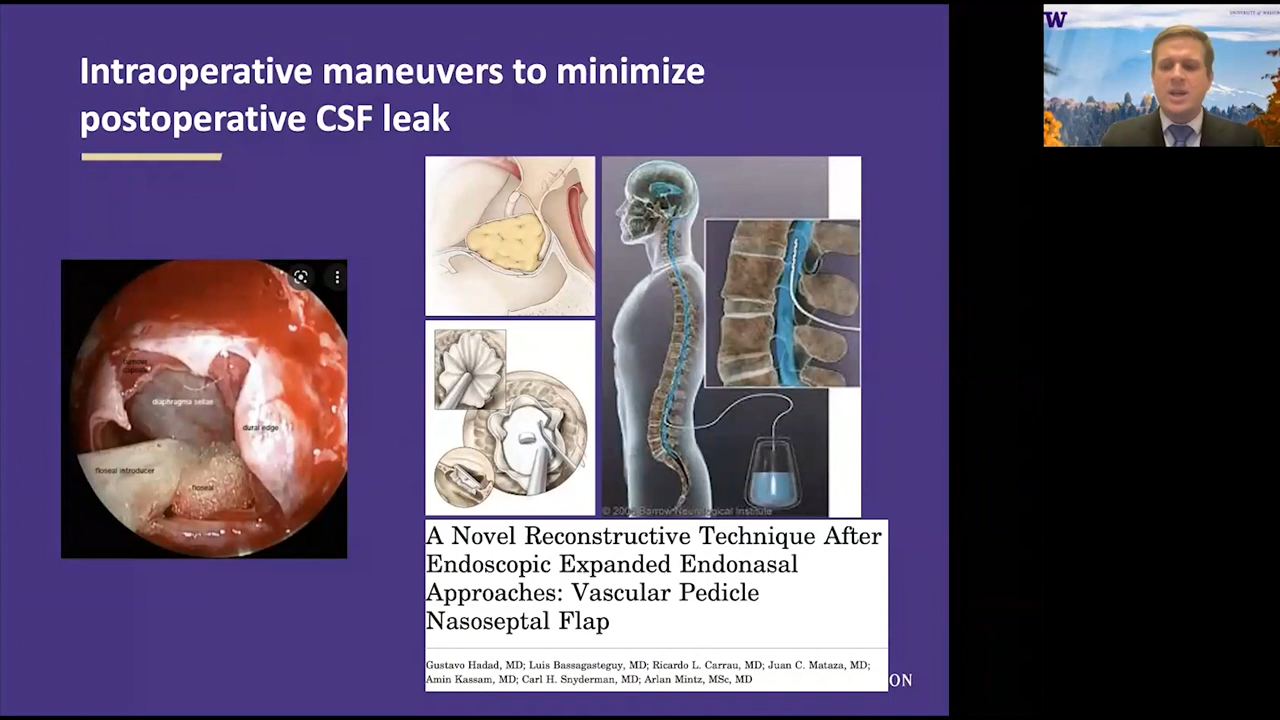 Intraoperative maneuvers to minimize
postoperative CSF leak
diaphragma sellae
dural edge
floseal introducer
floseal
Barrow Neurological Institute
A Novel Reconstructive Technique After
Endoscopic Expanded Endonasal
Approaches: Vascular Pedicle
Nasoseptal Flap
Gustavo Hadad, MD; Luis Bassagasteguy, MD; Ricardo L. Carrau, MD; Juan C. Mataza, MD;
Amin Kassam, MD; Carl H. Snyderman, MD; Arlan Mintz, MSc, MD
ON
W